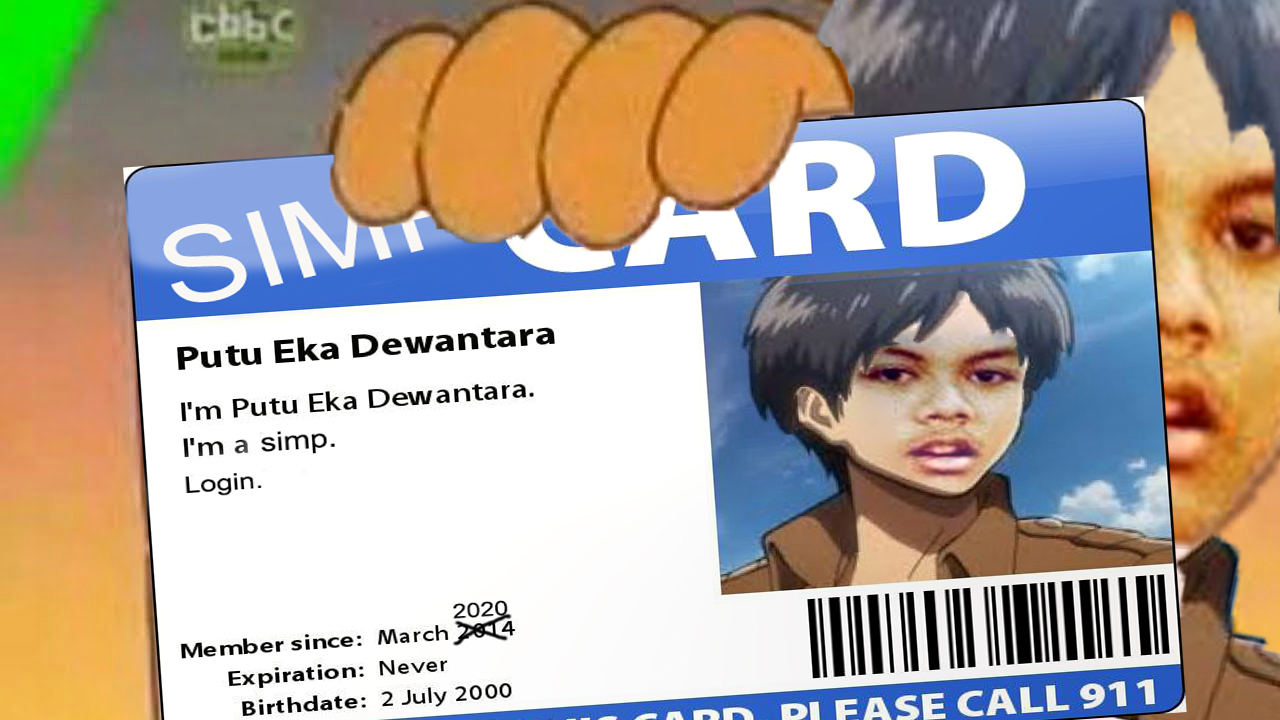 cbbc
SIMP CARD
Putu Eka Dewantara
I'm Putu Eka Dewantara.
I'm a simp.
Login.
2020
Member since: March 2014
Expiration: Never
Birthdate: 2 July 2000
CARD, PLEASE CALL 911